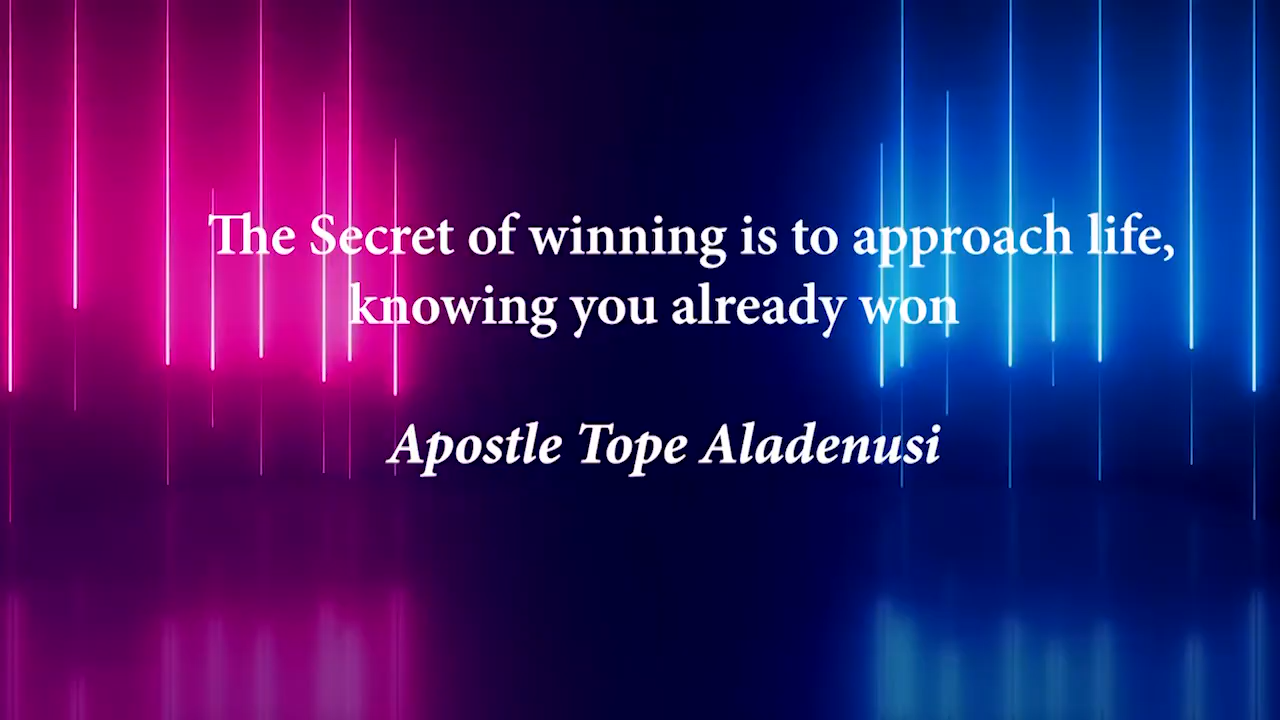 The Secret of winning is to approach life,
knowing you already won
Apostle Tope Aladenusi